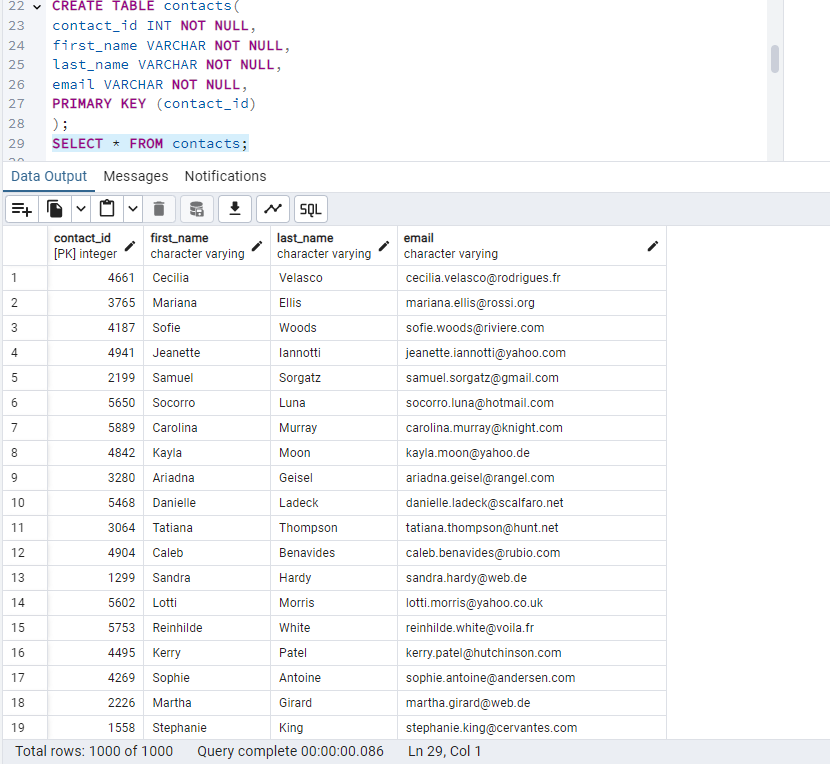 22 CREATE TABLE contacts(
23 contact_id INT NOT NULL,
24 first_name VARCHAR NOT NULL,
25 last_name VARCHAR NOT NULL,
26 email VARCHAR NOT NULL,
27 PRIMARY KEY (contact_id)
28 );
29 SELECT * FROM contacts;
Data Output Messages Notifications
SQL
contact_id first_name last_name email
[PK] integer character varying character varying character varying
1 4661 Cecilia Velasco cecilia.velasco@rodrigues.fr
2 3765 Mariana Ellis mariana.ellis@rossi.org
3 4187 Sofie Woods sofie.woods@riviere.com
4 4941 Jeanette Iannotti jeanette.iannotti@yahoo.com
5 2199 Samuel Sorgatz samuel.sorgatz@gmail.com
6 5650 Socorro Luna socorro.luna@hotmail.com
7 5889 Carolina Murray carolina.murray@knight.com
8 4842 Kayla Moon kayla.moon@yahoo.de
9 3280 Ariadna Geisel ariadna.geisel@rangel.com
10 5468 Danielle Ladeck danielle.ladeck@scalfaro.net
11 3064 Tatiana Thompson tatiana.thompson@hunt.net
12 4904 Caleb Benavides caleb.benavides@rubio.com
13 1299 Sandra Hardy sandra.hardy@web.de
14 5602 Lotti Morris lotti.morris@yahoo.co.uk
15 5753 Reinhilde White reinhilde.white@voila.fr
16 4495 Kerry Patel kerry.patel@hutchinson.com
17 4269 Sophie Antoine sophie.antoine@andersen.com
18 2226 Martha Girard martha.girard@web.de
19 1558 Stephanie King stephanie.king@cervantes.com
Total rows: 1000 of 1000 Query complete 00:00:00.086 Ln 29, Col 1